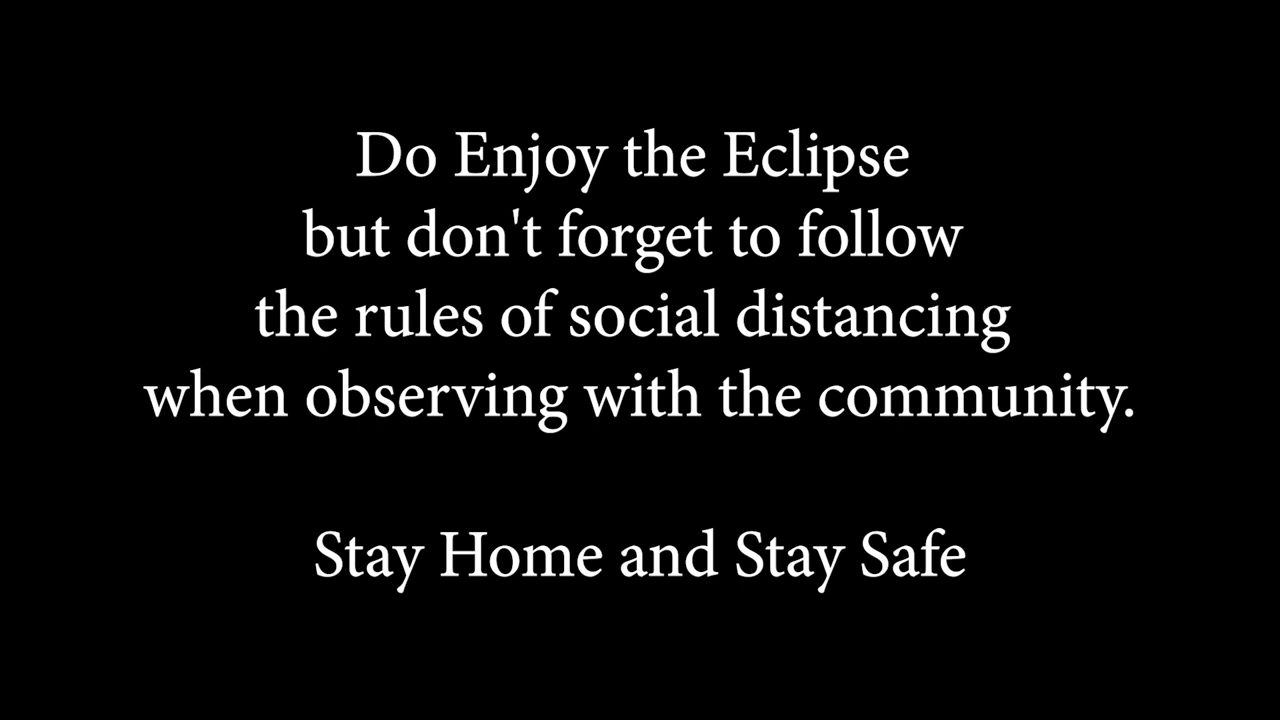 Do Enjoy the Eclipse
but don't forget to follow
the rules of social distancing
when observing with the community.
Stay Home and Stay Safe